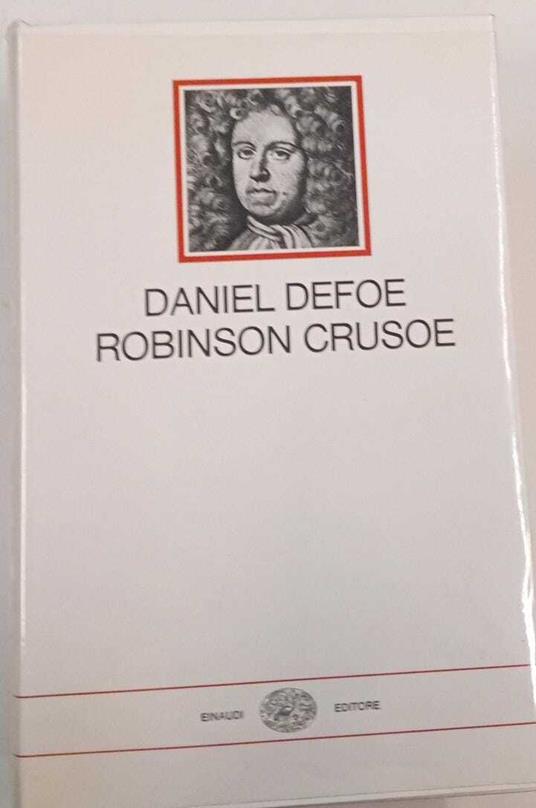 DANIEL DEFOE
ROBINSON CRUSOE
EINAUDI EDITORE